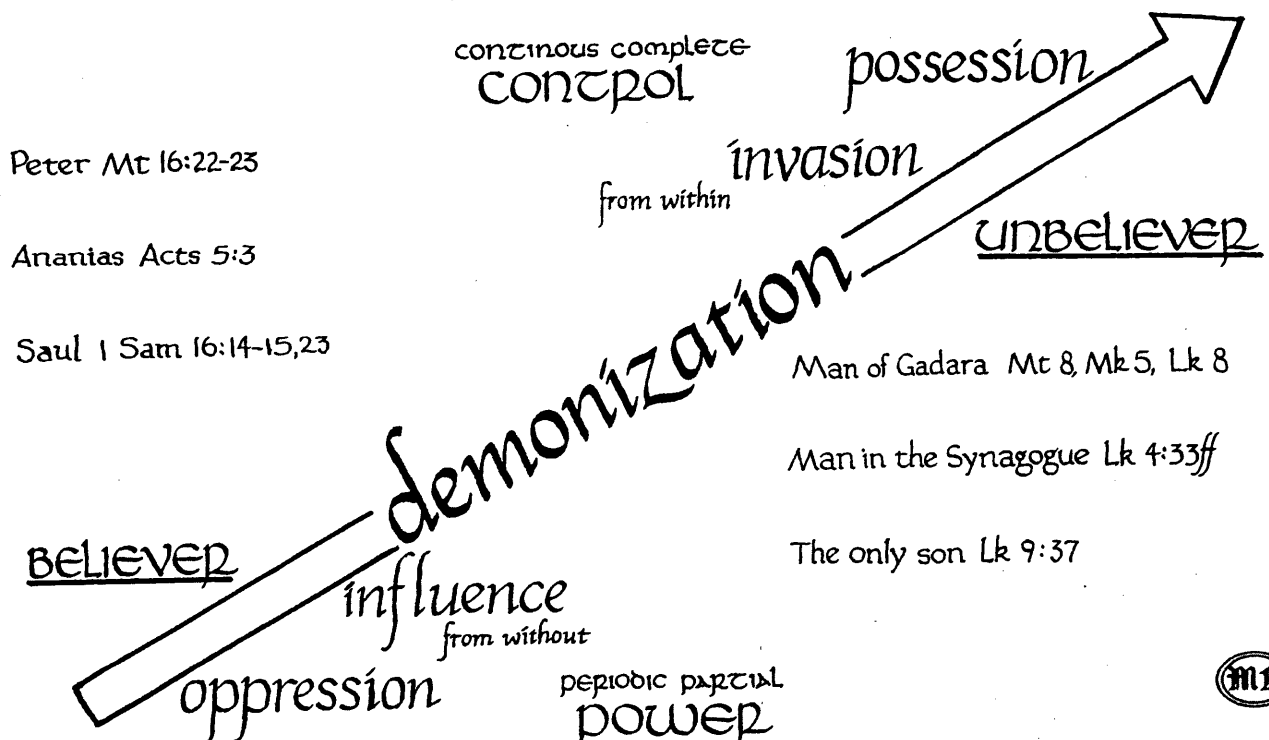 continous complete
CONTROL
possession
Peter Mt 16:22-23
invasion
from within
Ananias Acts 5:3
UNBELIEVER
Saul 1 Sam 16:14-15,23
demonization
Man of Gadara Mt 8, Mk 5, Lk 8
Man in the Synagogue Lk 4:33ff
BELIEVER
The only son Lk 9:37
influence
from without
oppression
PERIODIC PARTIAL
POWER